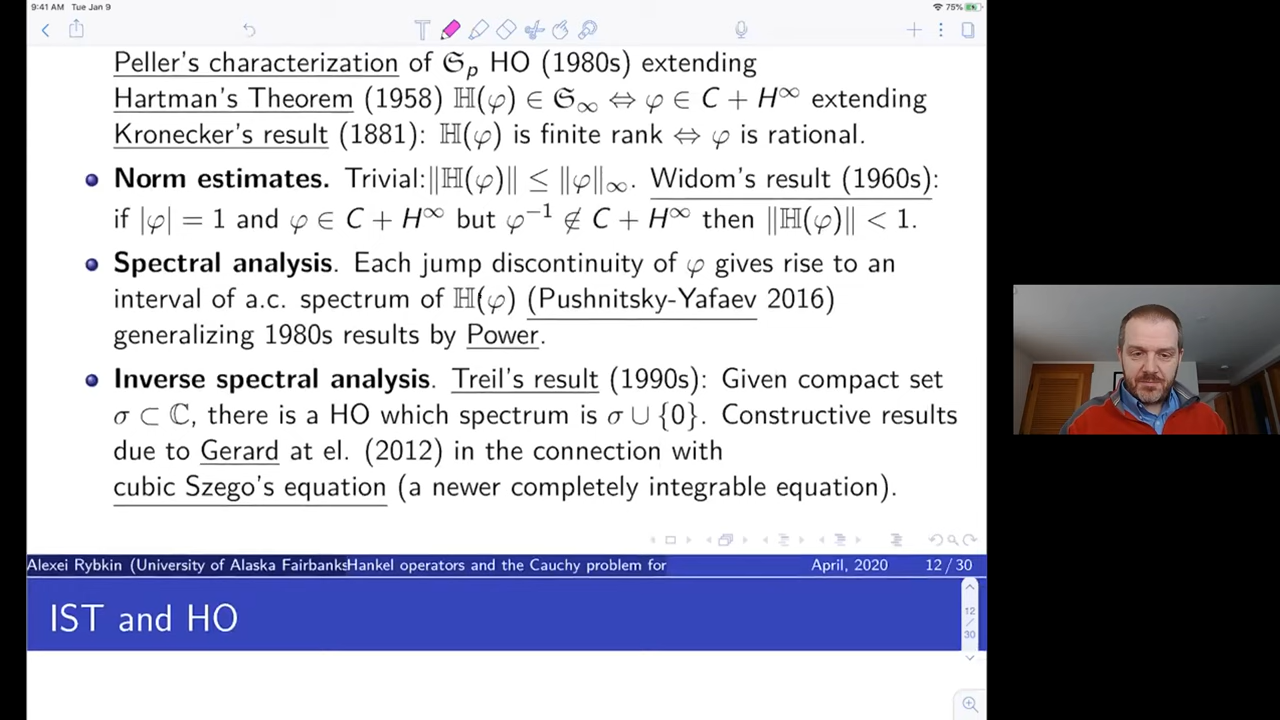 9:41 AM Tue Jan 9
75%
Peller's characterization of 𝔖p HO (1980s) extending
Hartman's Theorem (1958) ℍ(φ) ∈ 𝔖∞ ⇔ φ ∈ C + H∞ extending
Kronecker's result (1881): ℍ(φ) is finite rank ⇔ φ is rational.
Norm estimates. Trivial:‖ℍ(φ)‖ ≤ ‖φ‖∞. Widom's result (1960s):
if |φ| = 1 and φ ∈ C + H∞ but φ⁻¹ ∉ C + H∞ then ‖ℍ(φ)‖ < 1.
Spectral analysis. Each jump discontinuity of φ gives rise to an
interval of a.c. spectrum of ℍ(φ) (Pushnitsky-Yafaev 2016)
generalizing 1980s results by Power.
Inverse spectral analysis. Treil's result (1990s): Given compact set
σ ⊂ ℂ, there is a HO which spectrum is σ ∪ {0}. Constructive results
due to Gerard at el. (2012) in the connection with
cubic Szego's equation (a newer completely integrable equation).
Alexei Rybkin (University of Alaska Fairbanks Hankel operators and the Cauchy problem for April, 2020 12 / 30
IST and HO
12
/
30